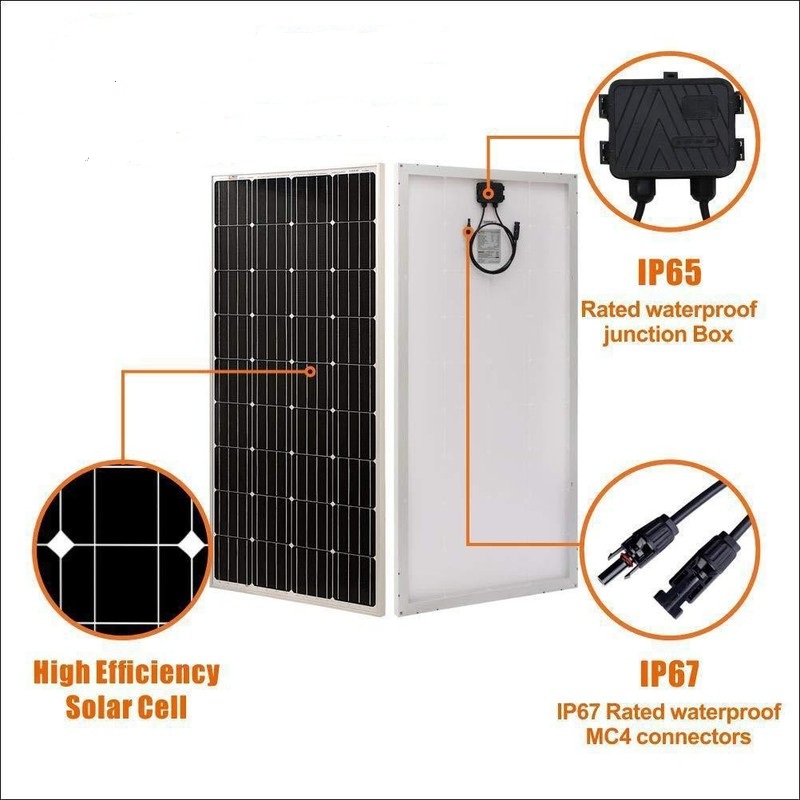 IP65
Rated waterproof
junction Box
High Efficiency
Solar Cell
IP67
IP67 Rated waterproof
MC4 connectors